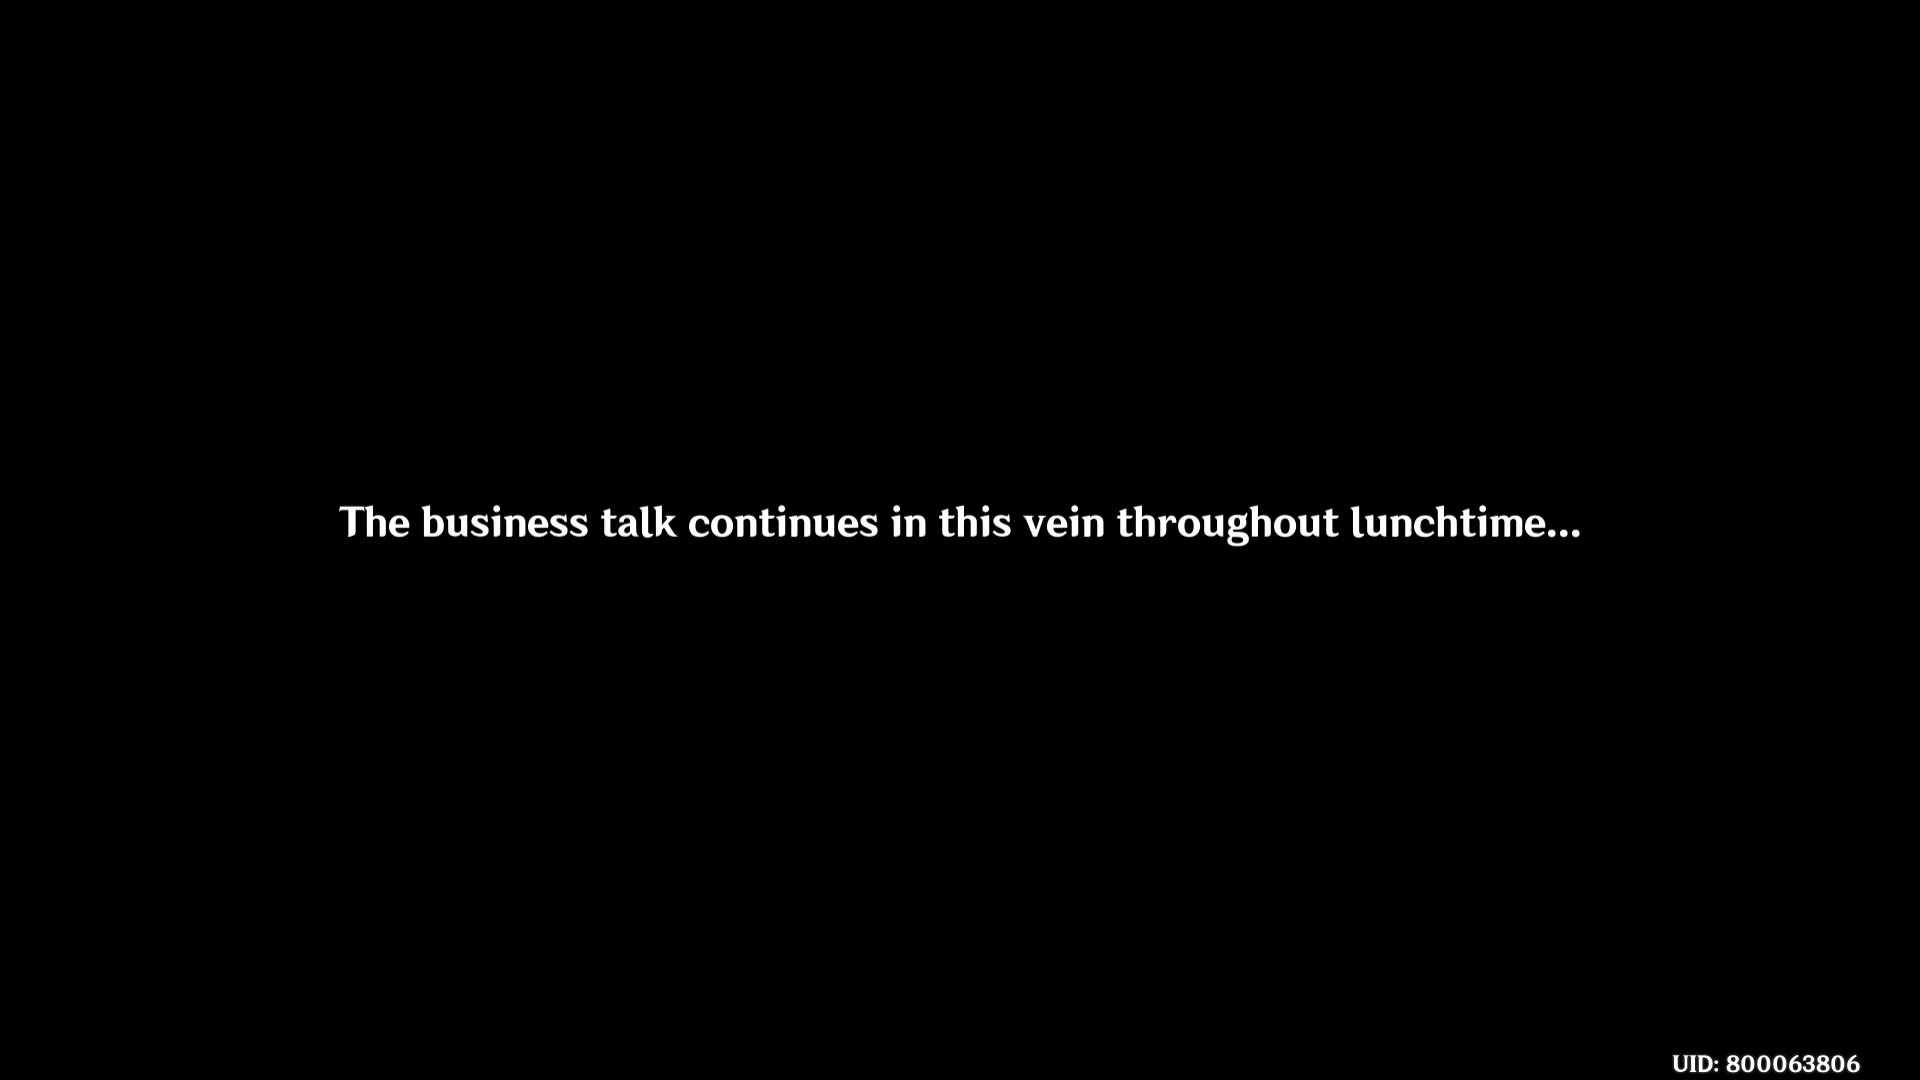 The business talk continues in this vein throughout lunchtime...
UID: 800063806